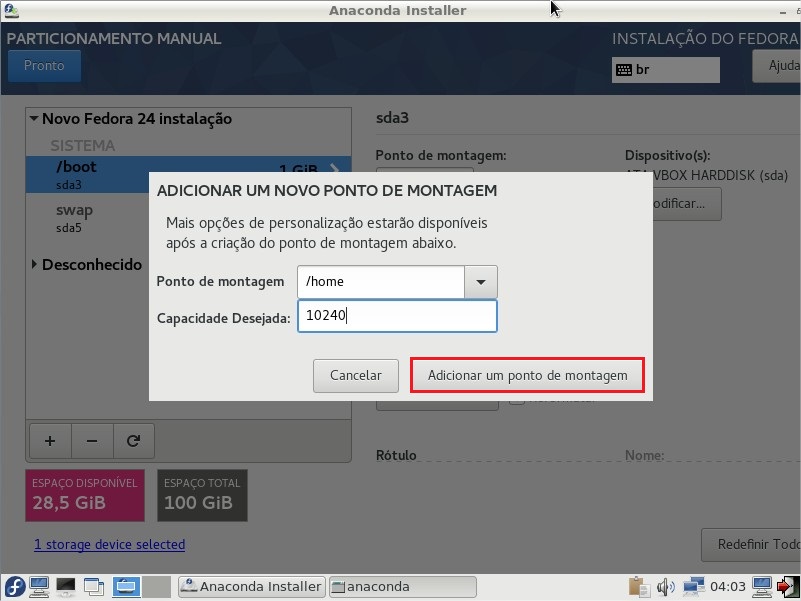 Anaconda Installer
PARTICIONAMENTO MANUAL
INSTALAÇÃO DO FEDORA
Pronto
br
Ajuda
Novo Fedora 24 instalação
SISTEMA
/boot
1 GiB
sda3
swap
sda5
Desconhecido
sda3
Ponto de montagem:
Dispositivo(s):
VBOX HARDDISK (sda)
odificar...
ADICIONAR UM NOVO PONTO DE MONTAGEM
Mais opções de personalização estarão disponíveis
após a criação do ponto de montagem abaixo.
Ponto de montagem
/home
Capacidade Desejada:
10240
Cancelar
Adicionar um ponto de montagem
Rótulo
Nome:
ESPAÇO DISPONÍVEL
28,5 GiB
ESPAÇO TOTAL
100 GiB
1 storage device selected
Redefinir Todo
Anaconda Installer
anaconda
04:03